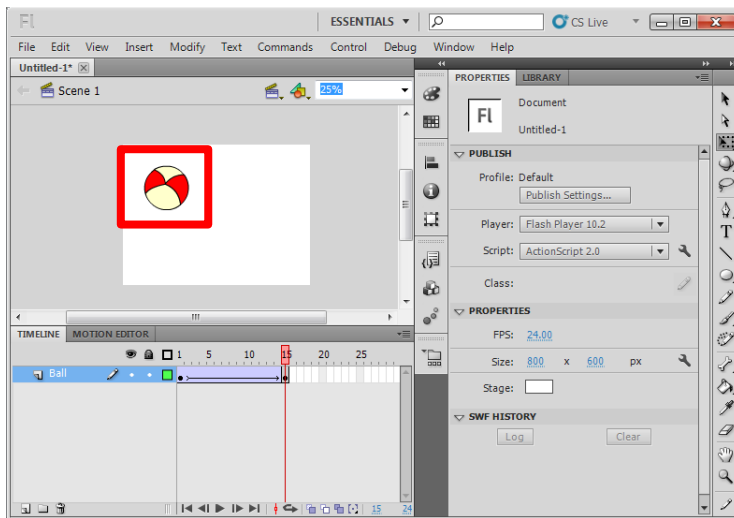 Fl ESSENTIALS CS Live
File Edit View Insert Modify Text Commands Control Debug Window Help
Untitled-1*
Scene 1 25%
PROPERTIES LIBRARY
Fl
Document
Untitled-1
PUBLISH
Profile: Default
Publish Settings...
Player: Flash Player 10.2
Script: ActionScript 2.0
Class:
PROPERTIES
FPS: 24.00
Size: 800 x 600 px
Stage:
SWF HISTORY
Log Clear
TIMELINE MOTION EDITOR
1 5 10 15 20 25
Ball
15 24